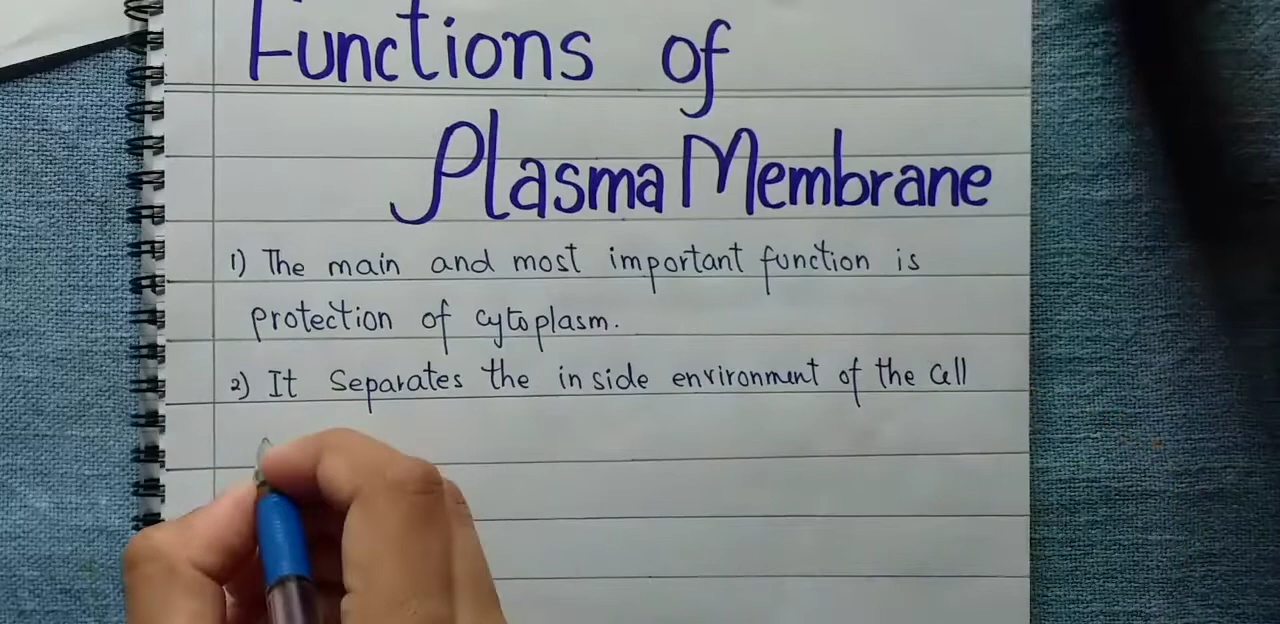 Functions of
Plasma Membrane
1) The main and most important function is
protection of cytoplasm.
2) It separates the inside environment of the cell